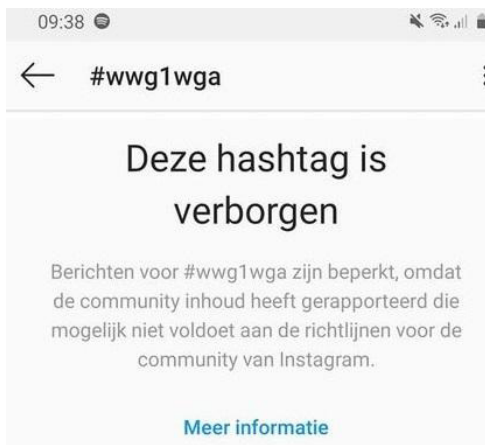 09:38
#wwg1wga
Deze hashtag is
verborgen
Berichten voor #wwg1wga zijn beperkt, omdat
de community inhoud heeft gerapporteerd die
mogelijk niet voldoet aan de richtlijnen voor de
community van Instagram.
Meer informatie